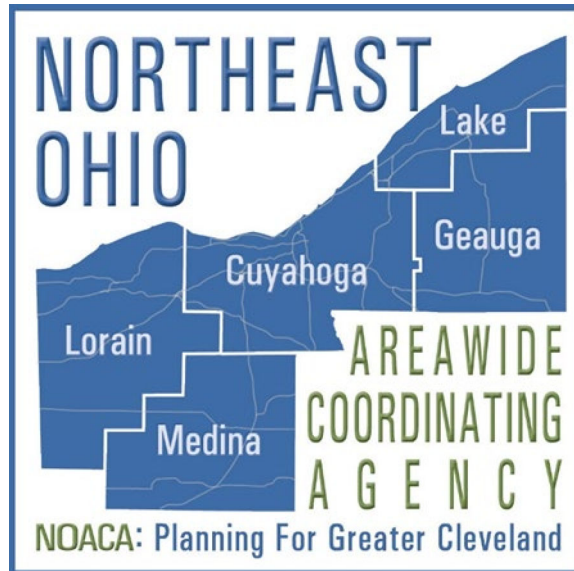 NORTHEAST
OHIO
Lake
Geauga
Cuyahoga
Lorain
Medina
AREAWIDE
COORDINATING
AGENCY
NOACA: Planning For Greater Cleveland